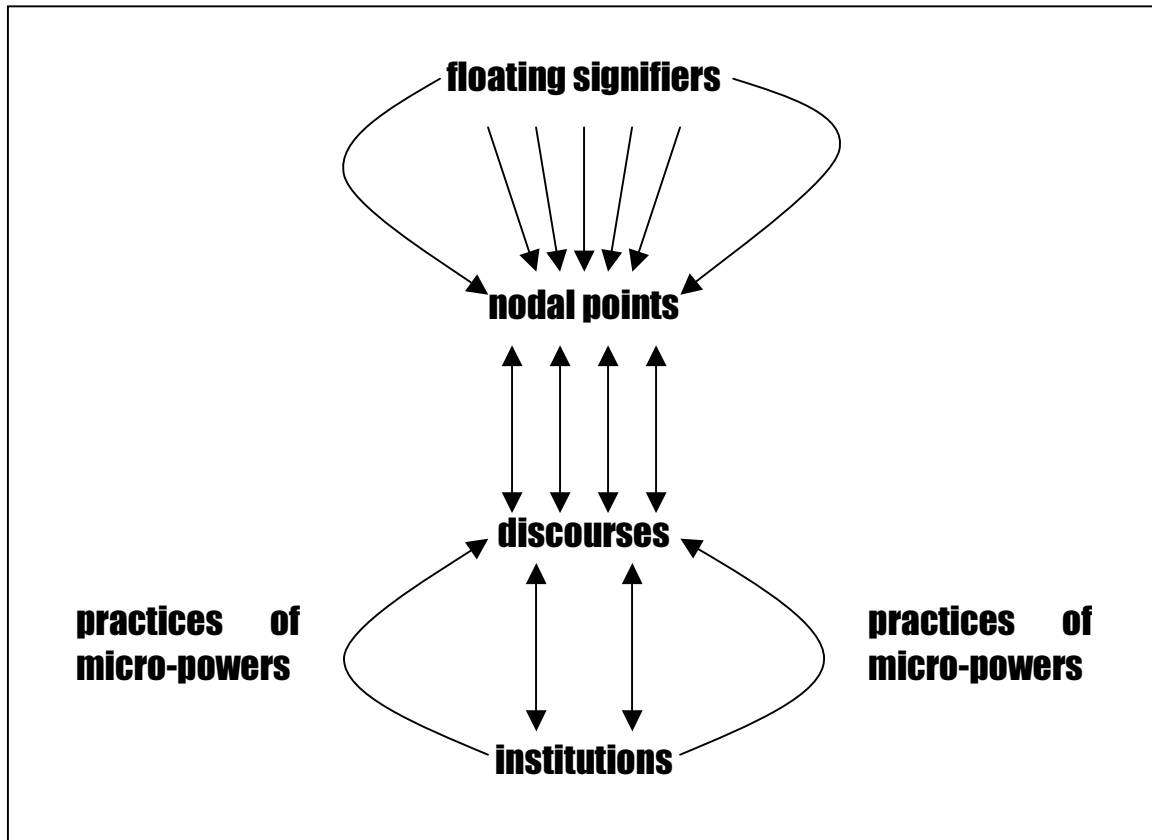 floating signifiers
nodal points
discourses
practices of
micro-powers
practices of
micro-powers
institutions